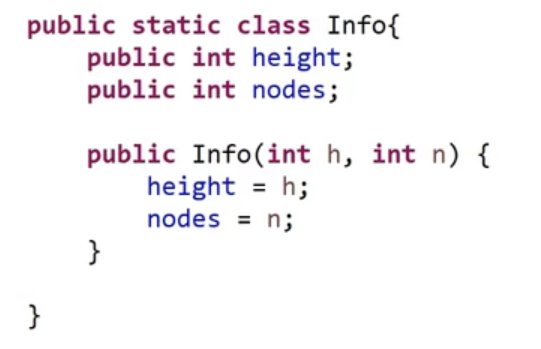 public static class Info{
    public int height;
    public int nodes;

    public Info(int h, int n) {
        height = h;
        nodes = n;
    }

}